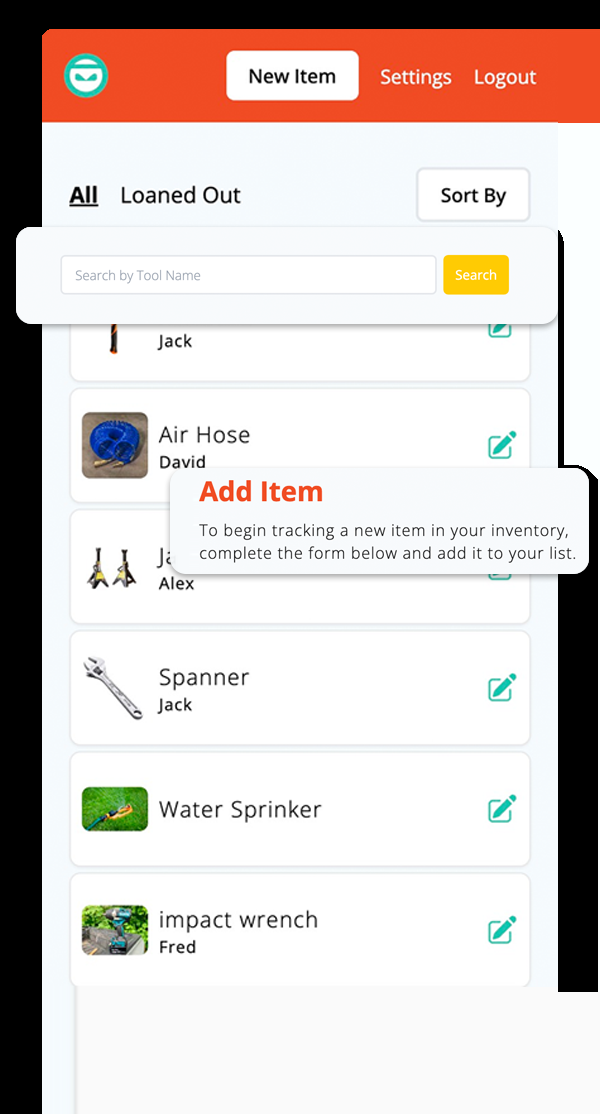 New Item Settings Logout
All Loaned Out Sort By
Search by Tool Name Search
Jack
Air Hose
David
Add Item
To begin tracking a new item in your inventory,
complete the form below and add it to your list.
Alex
Spanner
Jack
Water Sprinker
impact wrench
Fred